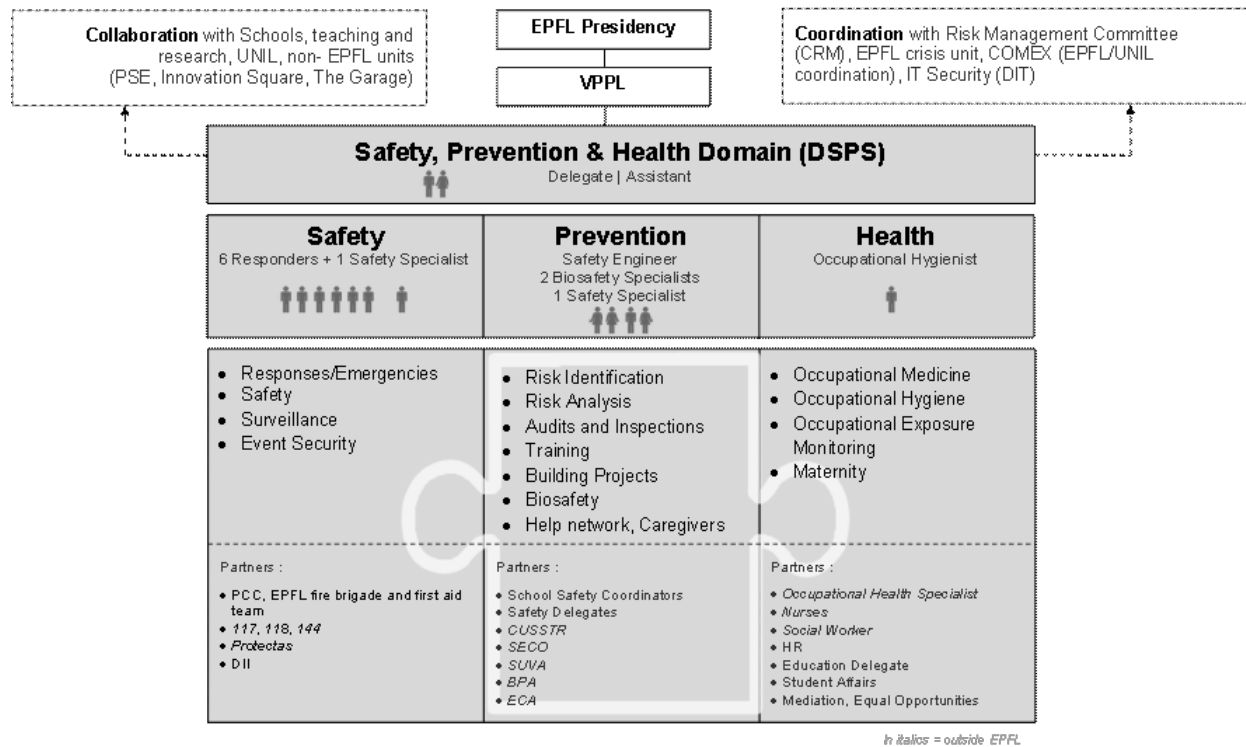 Collaboration with Schools, teaching and
research, UNIL, non- EPFL units
(PSE, Innovation Square, The Garage)
EPFL Presidency
VPPL
Coordination with Risk Management Committee
(CRM), EPFL crisis unit, COMEX (EPFL/UNIL
coordination), IT Security (DIT)
Safety, Prevention & Health Domain (DSPS)
Delegate | Assistant
Safety
6 Responders + 1 Safety Specialist
Prevention
Safety Engineer
2 Biosafety Specialists
1 Safety Specialist
Health
Occupational Hygienist
● Responses/Emergencies
● Safety
● Surveillance
● Event Security
● Risk Identification
● Risk Analysis
● Audits and Inspections
● Training
● Building Projects
● Biosafety
● Help network, Caregivers
● Occupational Medicine
● Occupational Hygiene
● Occupational Exposure
Monitoring
● Maternity
Partners :
● PCC, EPFL fire brigade and first aid
team
● 117, 118, 144
● Protectas
● DII
Partners :
● School Safety Coordinators
● Safety Delegates
● CUSSTR
● SECO
● SUVA
● BPA
● ECA
Partners :
● Occupational Health Specialist
● Nurses
● Social Worker
● HR
● Education Delegate
● Student Affairs
● Mediation, Equal Opportunities
In italics = outside EPFL